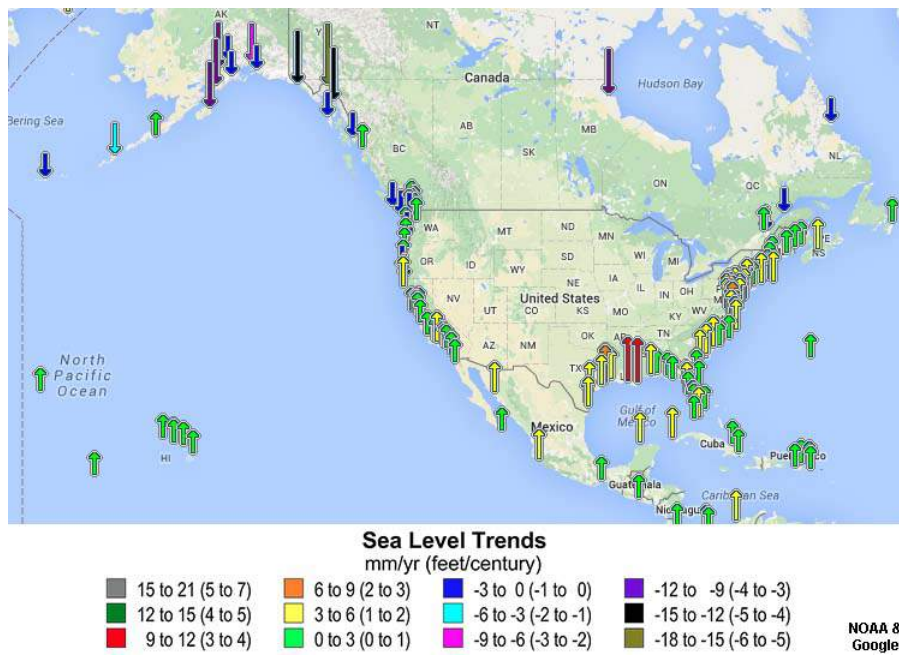 AK
Y
NT
Canada
Hudson Bay
Bering Sea
BC
AB
SK
MB
ON
QC
NL
PE
NS
WA
MT
ND
MN
OR
ID
WY
SD
WI
MI
NE
IA
NV
UT
CO
United States
KS
MO
IL
IN
OH
KY
WV
AZ
NM
OK
TN
TX
North
Pacific
Ocean
HI
Mexico
Gulf of
Mexico
Cuba
Guatemala
Caribbean Sea
Sea Level Trends
mm/yr (feet/century)
15 to 21 (5 to 7)
6 to 9 (2 to 3)
-3 to 0 (-1 to 0)
-12 to -9 (-4 to -3)
12 to 15 (4 to 5)
3 to 6 (1 to 2)
-6 to -3 (-2 to -1)
-15 to -12 (-5 to -4)
9 to 12 (3 to 4)
0 to 3 (0 to 1)
-9 to -6 (-3 to -2)
-18 to -15 (-6 to -5)
NOAA &
Google